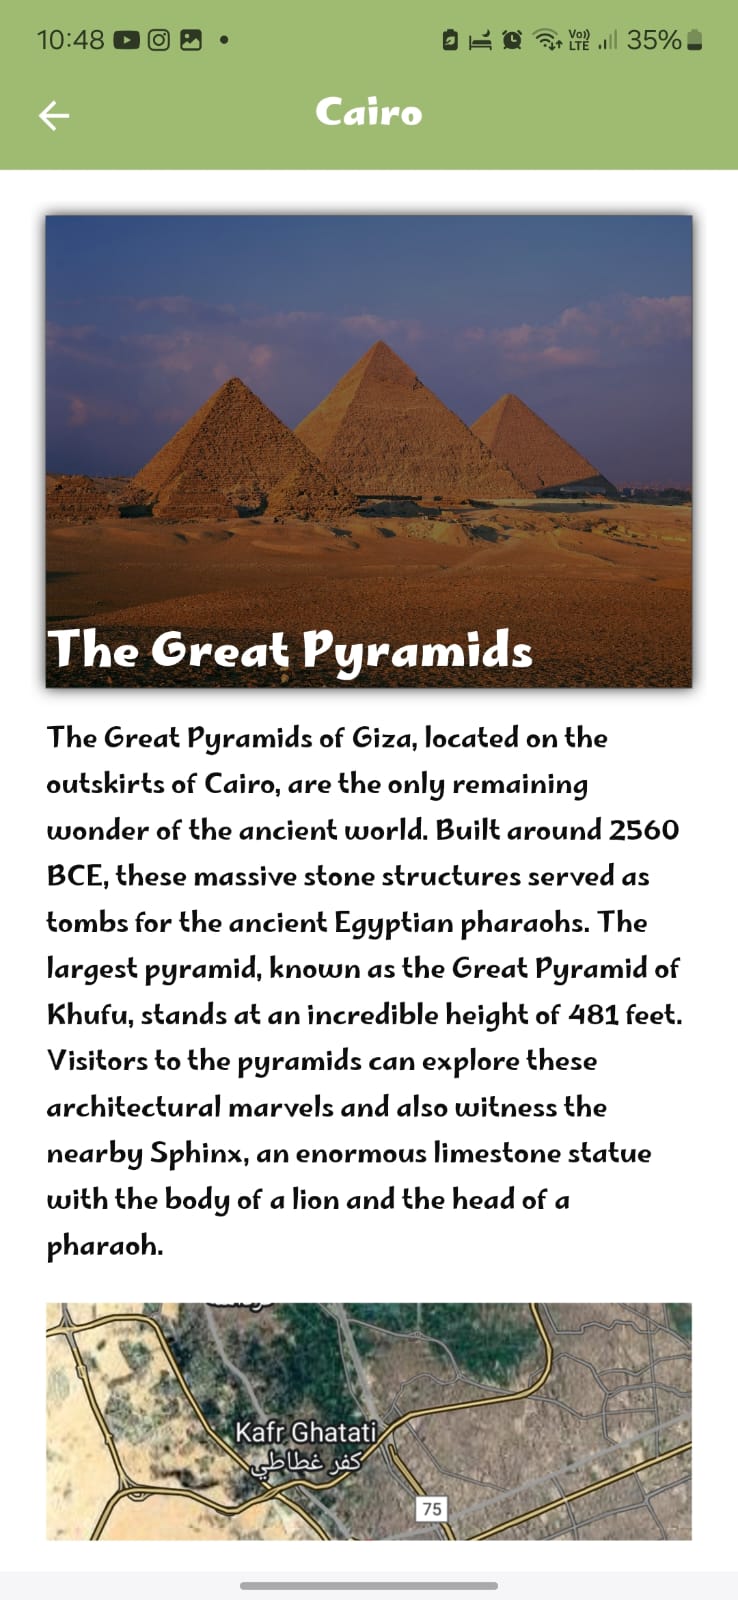 10:48
Vo)) LTE 35%
Cairo
The Great Pyramids
The Great Pyramids of Giza, located on the
outskirts of Cairo, are the only remaining
wonder of the ancient world. Built around 2560
BCE, these massive stone structures served as
tombs for the ancient Egyptian pharaohs. The
largest pyramid, known as the Great Pyramid of
Khufu, stands at an incredible height of 481 feet.
Visitors to the pyramids can explore these
architectural marvels and also witness the
nearby Sphinx, an enormous limestone statue
with the body of a lion and the head of a
pharaoh.
Kafr Ghatati
كفر غطاطي
75